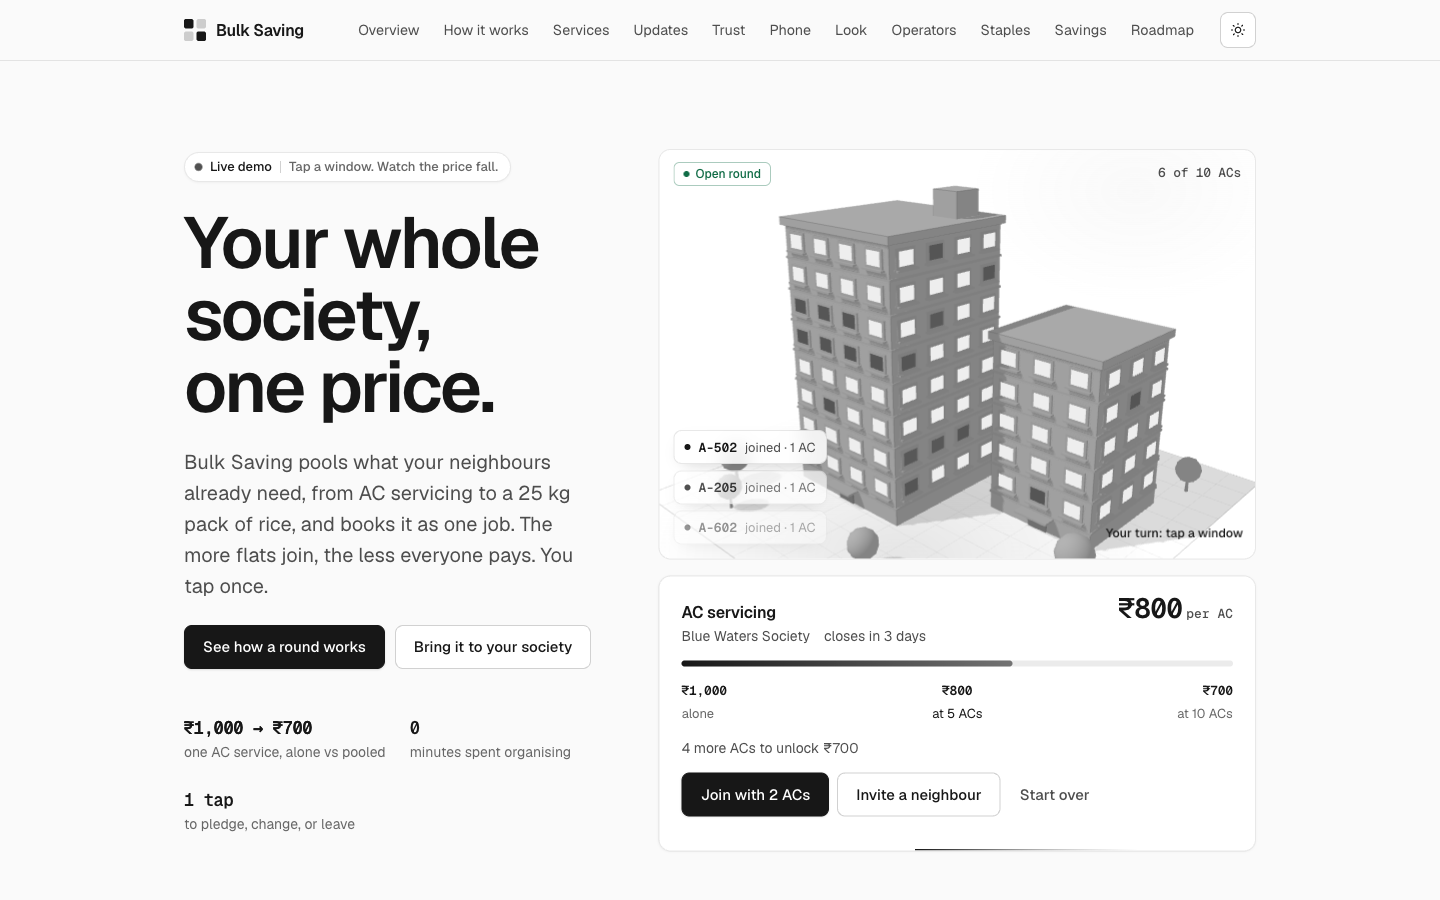 Bulk Saving
Overview
How it works
Services
Updates
Trust
Phone
Look
Operators
Staples
Savings
Roadmap
Live demo
Tap a window. Watch the price fall.
Your whole
society,
one price.
Bulk Saving pools what your neighbours
already need, from AC servicing to a 25 kg
pack of rice, and books it as one job. The
more flats join, the less everyone pays. You
tap once.
See how a round works
Bring it to your society
₹1,000 → ₹700
one AC service, alone vs pooled
0
minutes spent organising
1 tap
to pledge, change, or leave
Open round
6 of 10 ACs
A-502 joined · 1 AC
A-205 joined · 1 AC
A-602 joined · 1 AC
Your turn: tap a window
AC servicing
₹800 per AC
Blue Waters Society closes in 3 days
₹1,000
alone
₹800
at 5 ACs
₹700
at 10 ACs
4 more ACs to unlock ₹700
Join with 2 ACs
Invite a neighbour
Start over